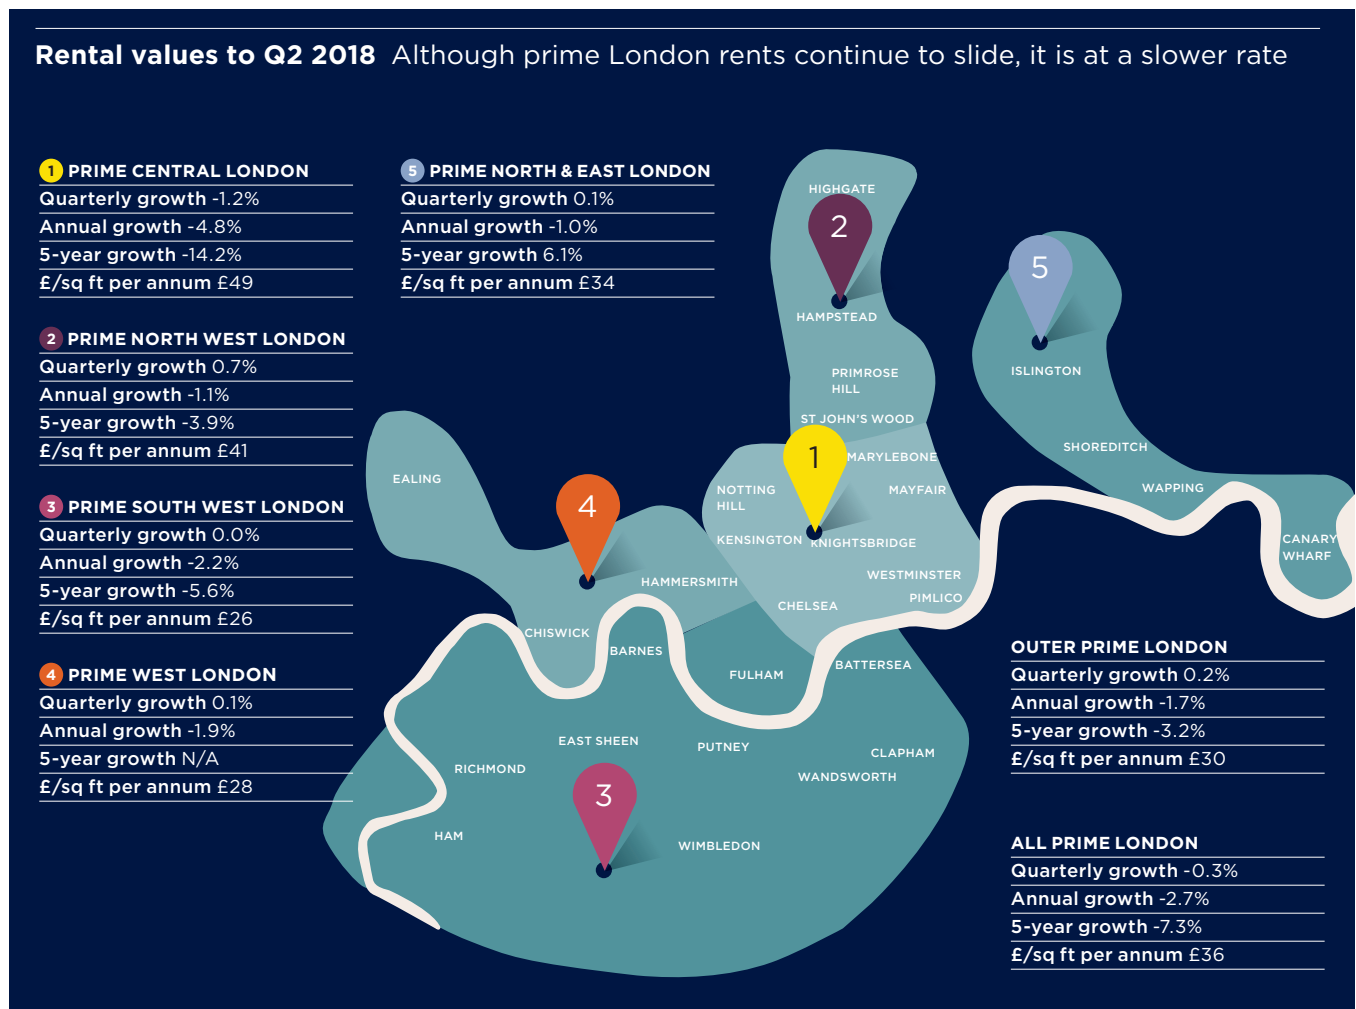 Rental values to Q2 2018 Although prime London rents continue to slide, it is at a slower rate
1 PRIME CENTRAL LONDON
Quarterly growth -1.2%
Annual growth -4.8%
5-year growth -14.2%
£/sq ft per annum £49
2 PRIME NORTH WEST LONDON
Quarterly growth 0.7%
Annual growth -1.1%
5-year growth -3.9%
£/sq ft per annum £41
3 PRIME SOUTH WEST LONDON
Quarterly growth 0.0%
Annual growth -2.2%
5-year growth -5.6%
£/sq ft per annum £26
4 PRIME WEST LONDON
Quarterly growth 0.1%
Annual growth -1.9%
5-year growth N/A
£/sq ft per annum £28
5 PRIME NORTH & EAST LONDON
Quarterly growth 0.1%
Annual growth -1.0%
5-year growth 6.1%
£/sq ft per annum £34
HIGHGATE
2
HAMPSTEAD
PRIMROSE
HILL
ST JOHN'S WOOD
5
ISLINGTON
SHOREDITCH
WAPPING
CANARY
WHARF
1
MARYLEBONE
NOTTING
HILL
MAYFAIR
KENSINGTON
KNIGHTSBRIDGE
WESTMINSTER
PIMLICO
CHELSEA
EALING
4
HAMMERSMITH
CHISWICK
BARNES
FULHAM
BATTERSEA
EAST SHEEN
PUTNEY
CLAPHAM
RICHMOND
WANDSWORTH
3
HAM
WIMBLEDON
OUTER PRIME LONDON
Quarterly growth 0.2%
Annual growth -1.7%
5-year growth -3.2%
£/sq ft per annum £30
ALL PRIME LONDON
Quarterly growth -0.3%
Annual growth -2.7%
5-year growth -7.3%
£/sq ft per annum £36